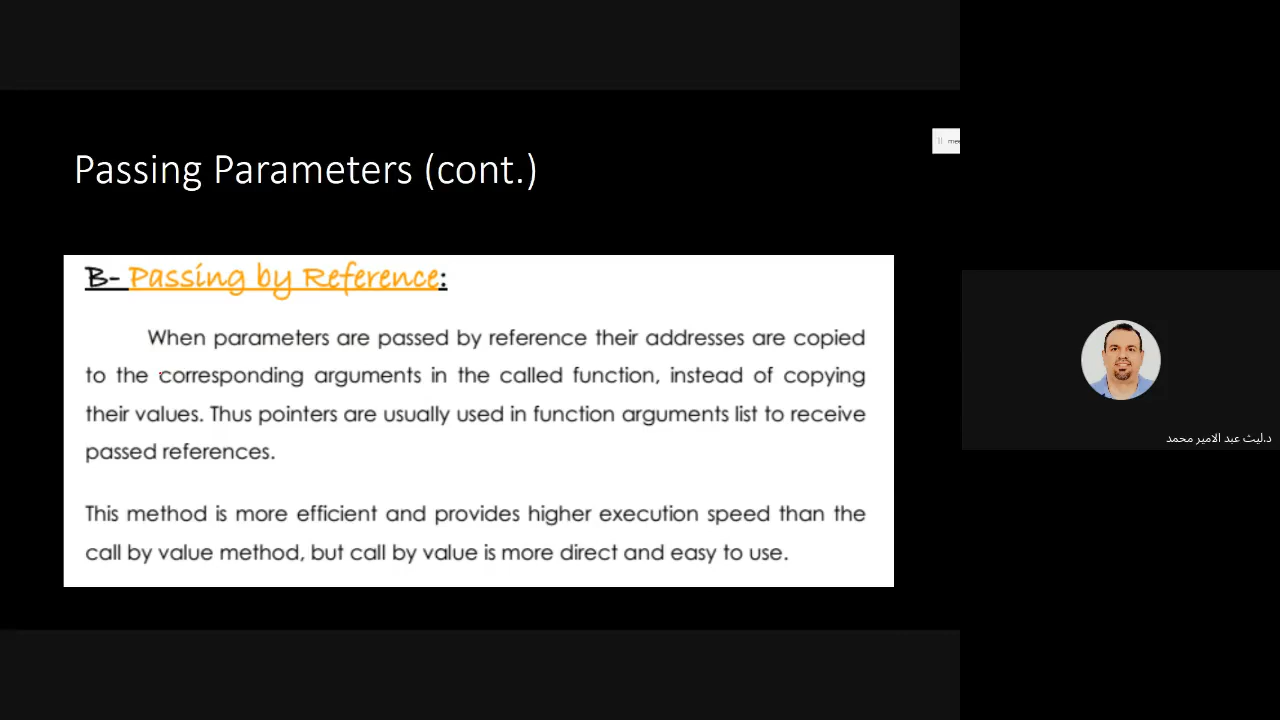 Passing Parameters (cont.)
B- Passing by Reference:
When parameters are passed by reference their addresses are copied
to the corresponding arguments in the called function, instead of copying
their values. Thus pointers are usually used in function arguments list to receive
passed references.
This method is more efficient and provides higher execution speed than the
call by value method, but call by value is more direct and easy to use.
د.ليث عبد الامير محمد